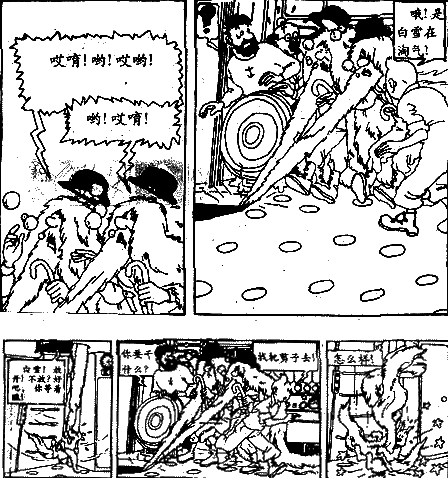 哎唷!哟!哎哟!
哟!哎唷!
哦!是
白雪在
淘气!
白雪!放
开!不放?好
吧,你等着
瞧!
你要干
什么?
找把剪子去!
怎么样!